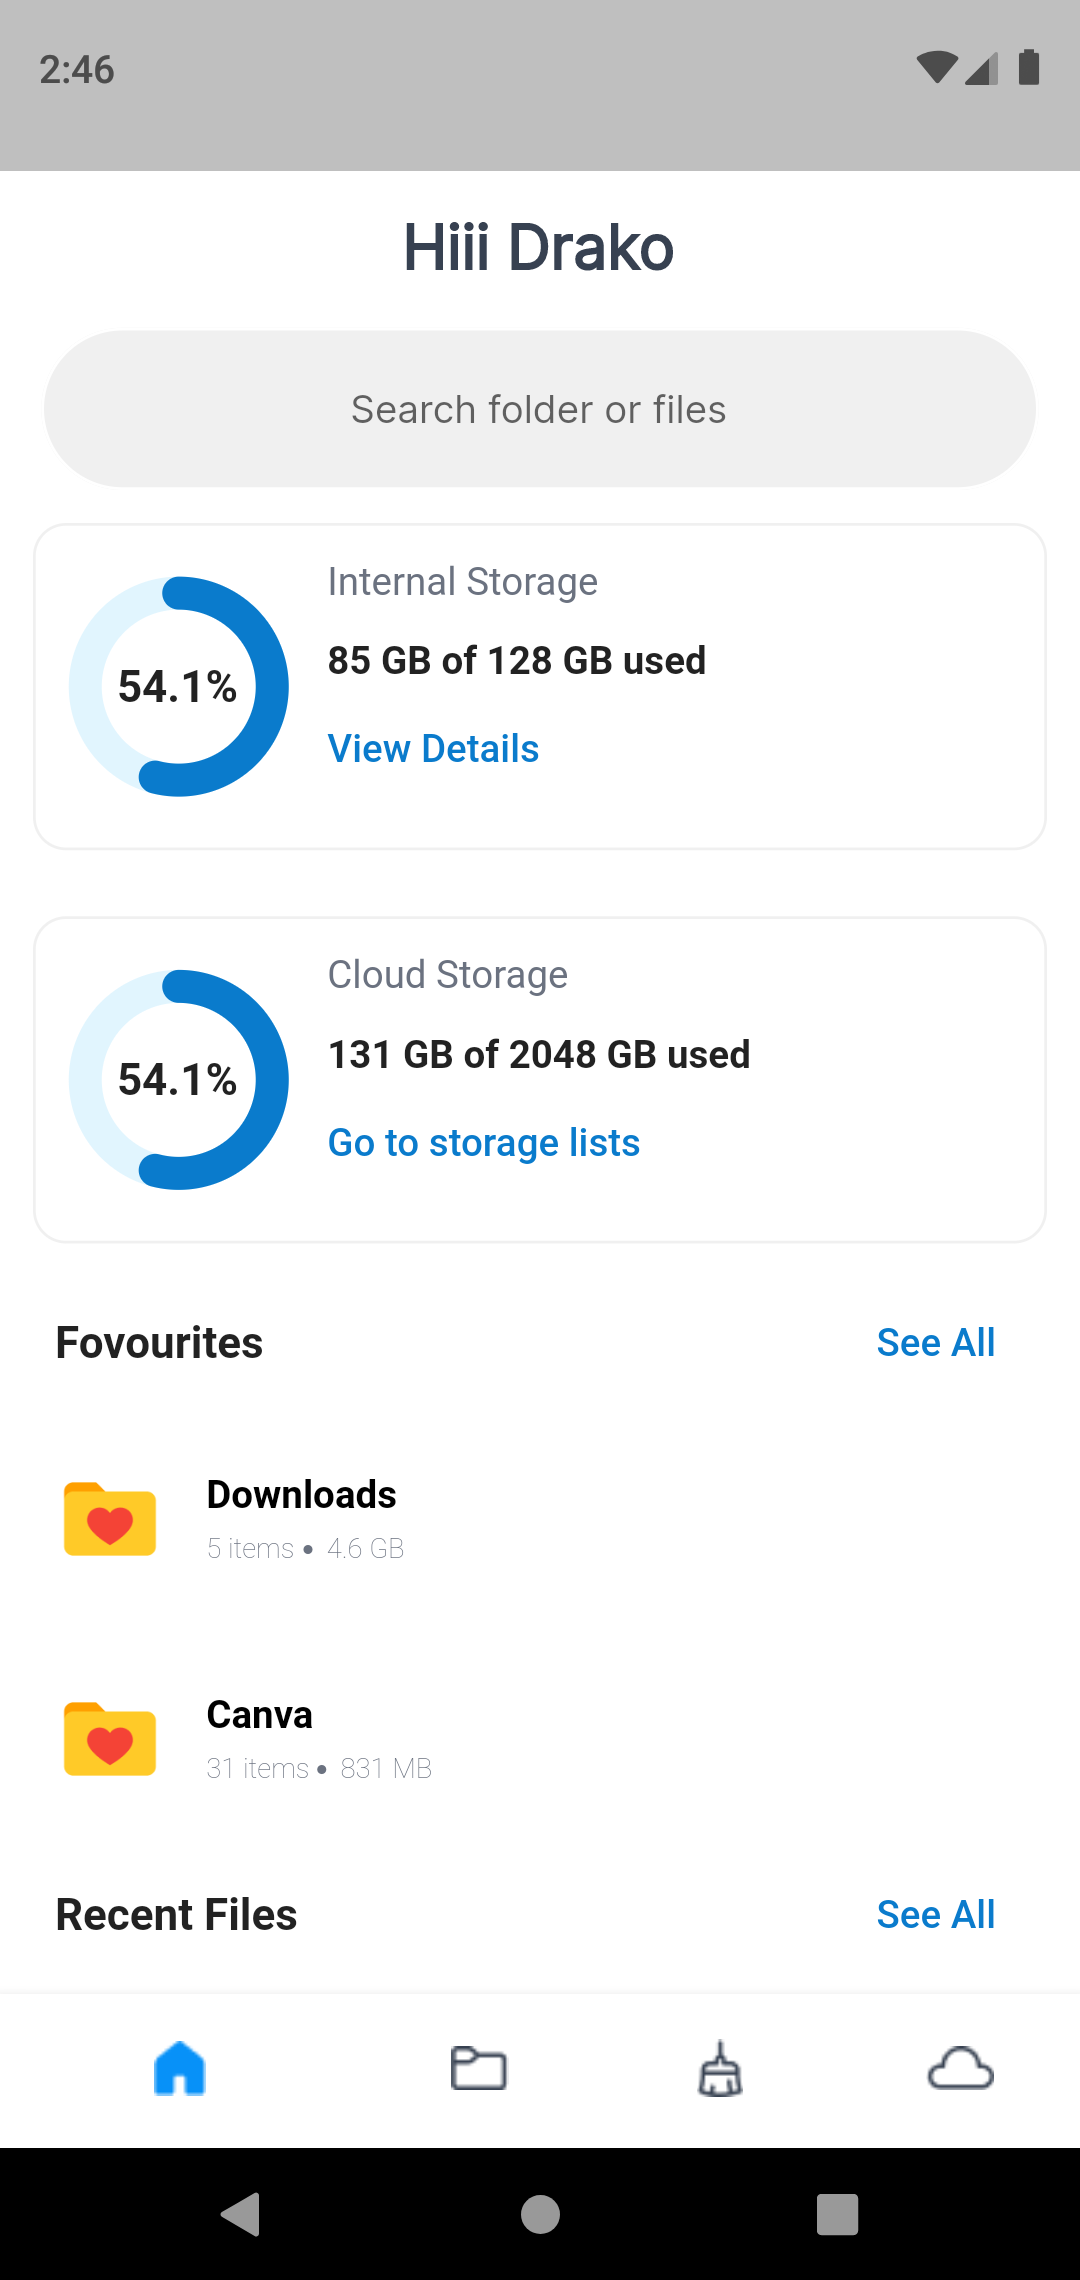 2:46
Hiii Drako
Search folder or files
Internal Storage
54.1%
85 GB of 128 GB used
View Details
Cloud Storage
54.1%
131 GB of 2048 GB used
Go to storage lists
Fovourites
See All
Downloads
5 items • 4.6 GB
Canva
31 items • 831 MB
Recent Files
See All